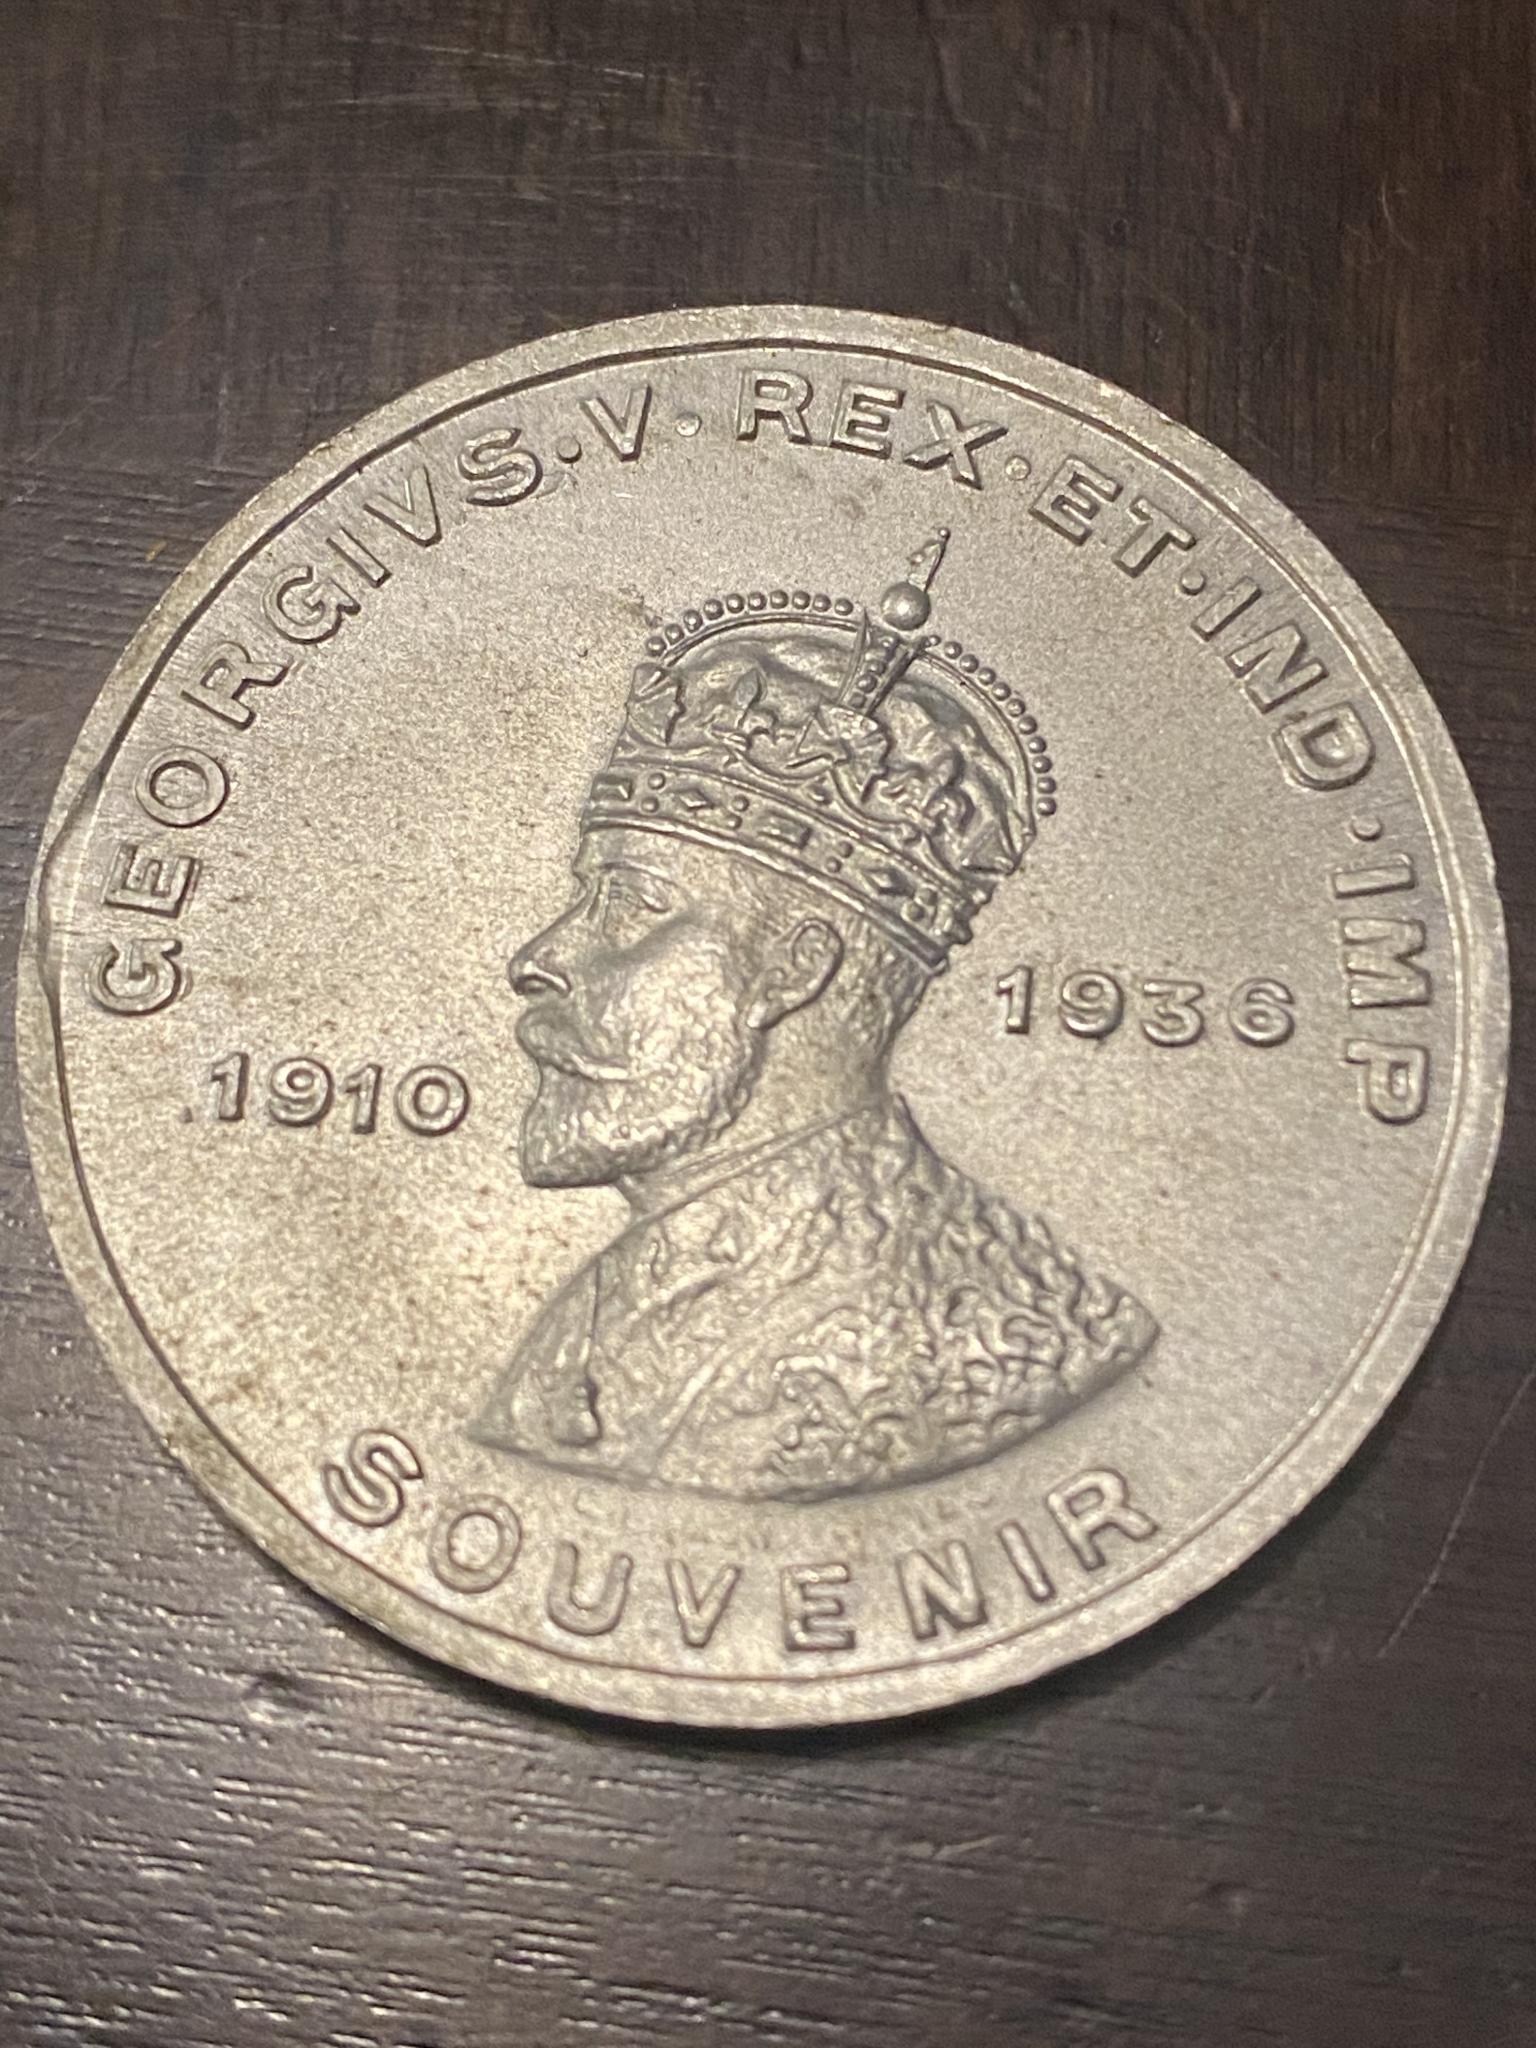 GEORGIVS·V·REX·ET·IND·IMP
1910
1936
SOUVENIR